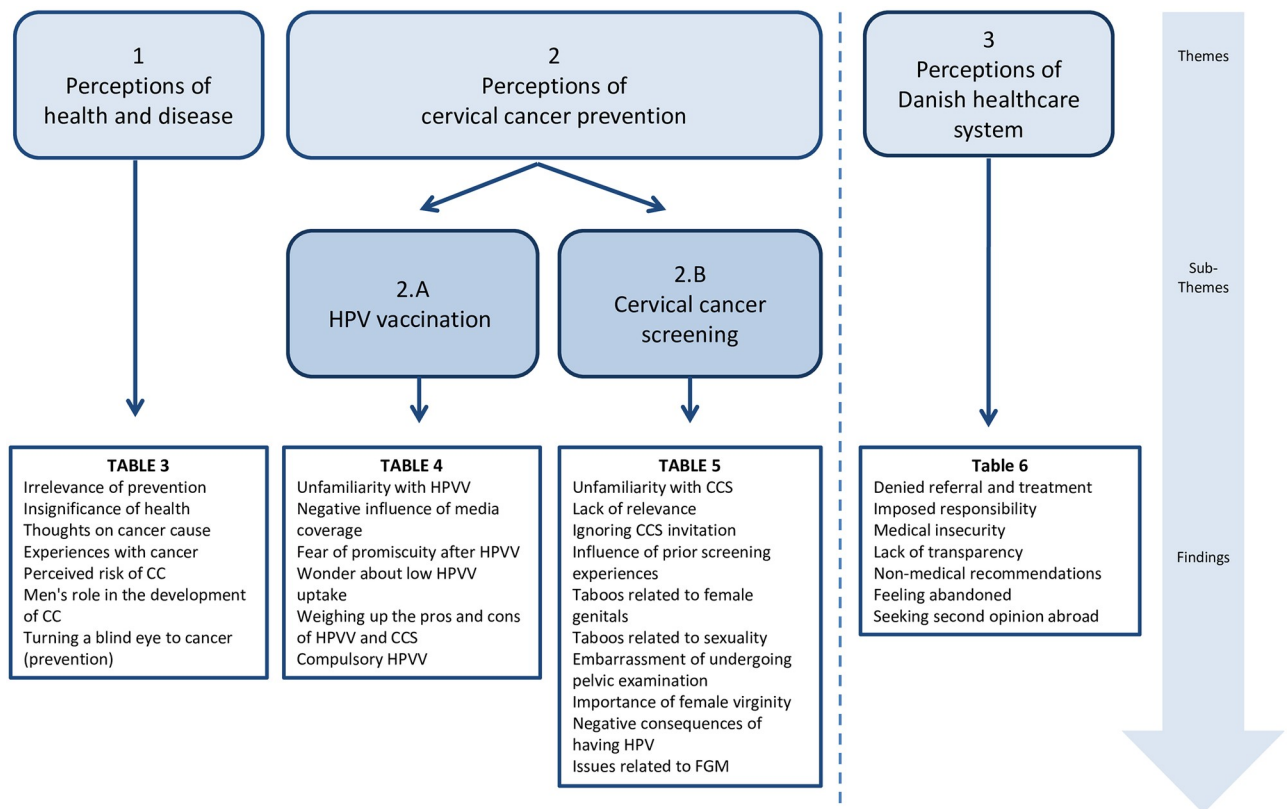 1
Perceptions of
health and disease
2
Perceptions of
cervical cancer prevention
3
Perceptions of
Danish healthcare
system
Themes
2.A
HPV vaccination
2.B
Cervical cancer
screening
Sub-
Themes
TABLE 3
Irrelevance of prevention
Insignificance of health
Thoughts on cancer cause
Experiences with cancer
Perceived risk of CC
Men's role in the development
of CC
Turning a blind eye to cancer
(prevention)
TABLE 4
Unfamiliarity with HPVV
Negative influence of media
coverage
Fear of promiscuity after HPVV
Wonder about low HPVV
uptake
Weighing up the pros and cons
of HPVV and CCS
Compulsory HPVV
TABLE 5
Unfamiliarity with CCS
Lack of relevance
Ignoring CCS invitation
Influence of prior screening
experiences
Taboos related to female
genitals
Taboos related to sexuality
Embarrassment of undergoing
pelvic examination
Importance of female virginity
Negative consequences of
having HPV
Issues related to FGM
Table 6
Denied referral and treatment
Imposed responsibility
Medical insecurity
Lack of transparency
Non-medical recommendations
Feeling abandoned
Seeking second opinion abroad
Findings